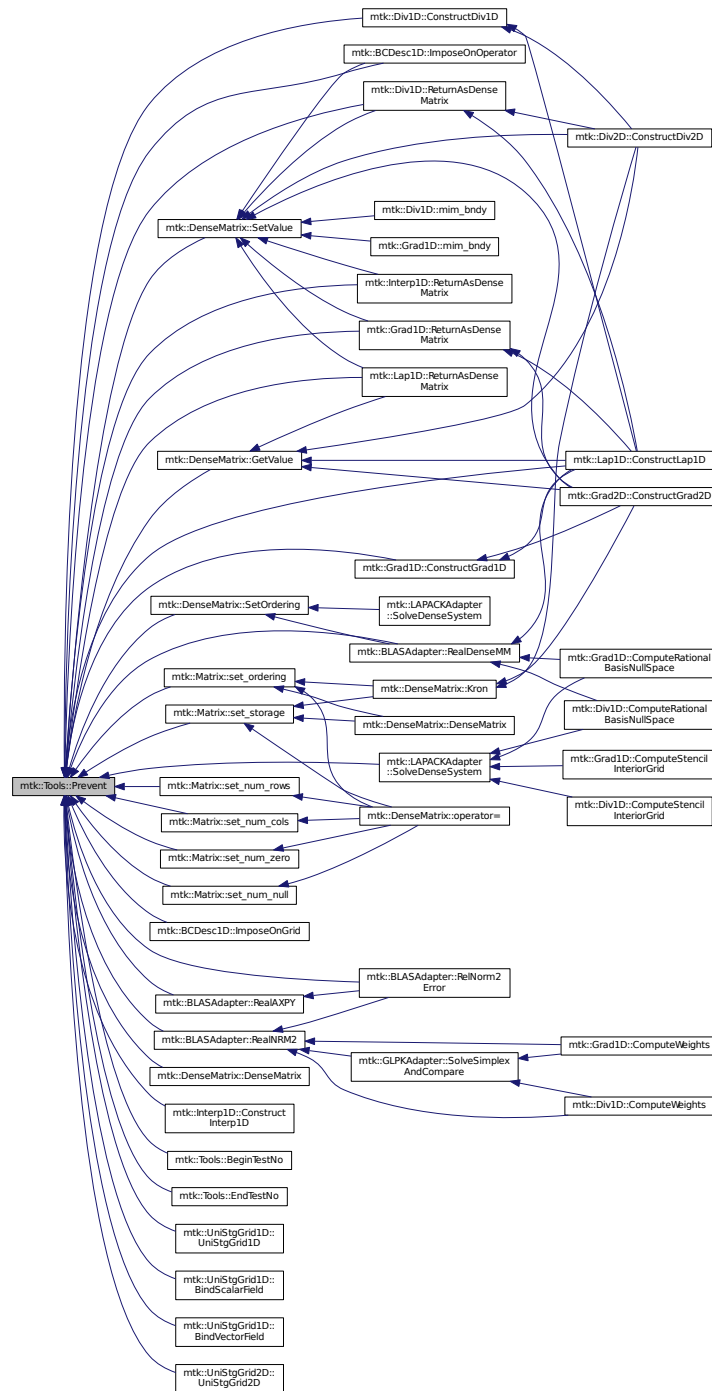 mtk::Div1D::ConstructDiv1D
mtk::BCDesc1D::ImposeOnOperator
mtk::Div1D::ReturnAsDense
Matrix
mtk::Div2D::ConstructDiv2D
mtk::Div1D::mim_bndy
mtk::DenseMatrix::SetValue
mtk::Grad1D::mim_bndy
mtk::Interp1D::ReturnAsDense
Matrix
mtk::Grad1D::ReturnAsDense
Matrix
mtk::Lap1D::ReturnAsDense
Matrix
mtk::DenseMatrix::GetValue
mtk::Lap1D::ConstructLap1D
mtk::Grad2D::ConstructGrad2D
mtk::Grad1D::ConstructGrad1D
mtk::DenseMatrix::SetOrdering
mtk::LAPACKAdapter
::SolveDenseSystem
mtk::BLASAdapter::RealDenseMM
mtk::Grad1D::ComputeRational
BasisNullSpace
mtk::Matrix::set_ordering
mtk::DenseMatrix::Kron
mtk::Div1D::ComputeRational
BasisNullSpace
mtk::Matrix::set_storage
mtk::DenseMatrix::DenseMatrix
mtk::LAPACKAdapter
::SolveDenseSystem
mtk::Grad1D::ComputeStencil
InteriorGrid
mtk::Tools::Prevent
mtk::Matrix::set_num_rows
mtk::Div1D::ComputeStencil
InteriorGrid
mtk::Matrix::set_num_cols
mtk::DenseMatrix::operator=
mtk::Matrix::set_num_zero
mtk::Matrix::set_num_null
mtk::BCDesc1D::ImposeOnGrid
mtk::BLASAdapter::RelNorm2
Error
mtk::BLASAdapter::RealAXPY
mtk::BLASAdapter::RealNRM2
mtk::Grad1D::ComputeWeights
mtk::GLPKAdapter::SolveSimplex
AndCompare
mtk::DenseMatrix::DenseMatrix
mtk::Div1D::ComputeWeights
mtk::Interp1D::Construct
Interp1D
mtk::Tools::BeginTestNo
mtk::Tools::EndTestNo
mtk::UniStgGrid1D::
UniStgGrid1D
mtk::UniStgGrid1D::
BindScalarField
mtk::UniStgGrid1D::
BindVectorField
mtk::UniStgGrid2D::
UniStgGrid2D